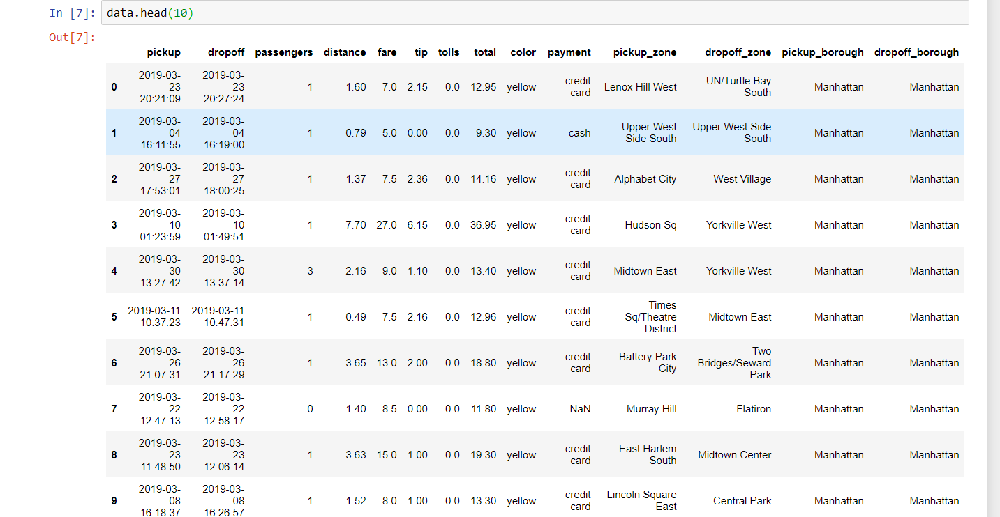 In [7]: data.head(10)
Out[7]:
pickup dropoff passengers distance fare tip tolls total color payment pickup_zone dropoff_zone pickup_borough dropoff_borough
0 2019-03-23 20:21:09 2019-03-23 20:27:24 1 1.60 7.0 2.15 0.0 12.95 yellow credit card Lenox Hill West UN/Turtle Bay South Manhattan Manhattan
1 2019-03-04 16:11:55 2019-03-04 16:19:00 1 0.79 5.0 0.00 0.0 9.30 yellow cash Upper West Side South Upper West Side South Manhattan Manhattan
2 2019-03-27 17:53:01 2019-03-27 18:00:25 1 1.37 7.5 2.36 0.0 14.16 yellow credit card Alphabet City West Village Manhattan Manhattan
3 2019-03-10 01:23:59 2019-03-10 01:49:51 1 7.70 27.0 6.15 0.0 36.95 yellow credit card Hudson Sq Yorkville West Manhattan Manhattan
4 2019-03-30 13:27:42 2019-03-30 13:37:14 3 2.16 9.0 1.10 0.0 13.40 yellow credit card Midtown East Yorkville West Manhattan Manhattan
5 2019-03-11 10:37:23 2019-03-11 10:47:31 1 0.49 7.5 2.16 0.0 12.96 yellow credit card Times Sq/Theatre District Midtown East Manhattan Manhattan
6 2019-03-26 21:07:31 2019-03-26 21:17:29 1 3.65 13.0 2.00 0.0 18.80 yellow credit card Battery Park City Two Bridges/Seward Park Manhattan Manhattan
7 2019-03-22 12:47:13 2019-03-22 12:58:17 0 1.40 8.5 0.00 0.0 11.80 yellow NaN Murray Hill Flatiron Manhattan Manhattan
8 2019-03-23 11:48:50 2019-03-23 12:06:14 1 3.63 15.0 1.00 0.0 19.30 yellow credit card East Harlem South Midtown Center Manhattan Manhattan
9 2019-03-08 16:18:37 2019-03-08 16:26:57 1 1.52 8.0 1.00 0.0 13.30 yellow credit card Lincoln Square East Central Park Manhattan Manhattan